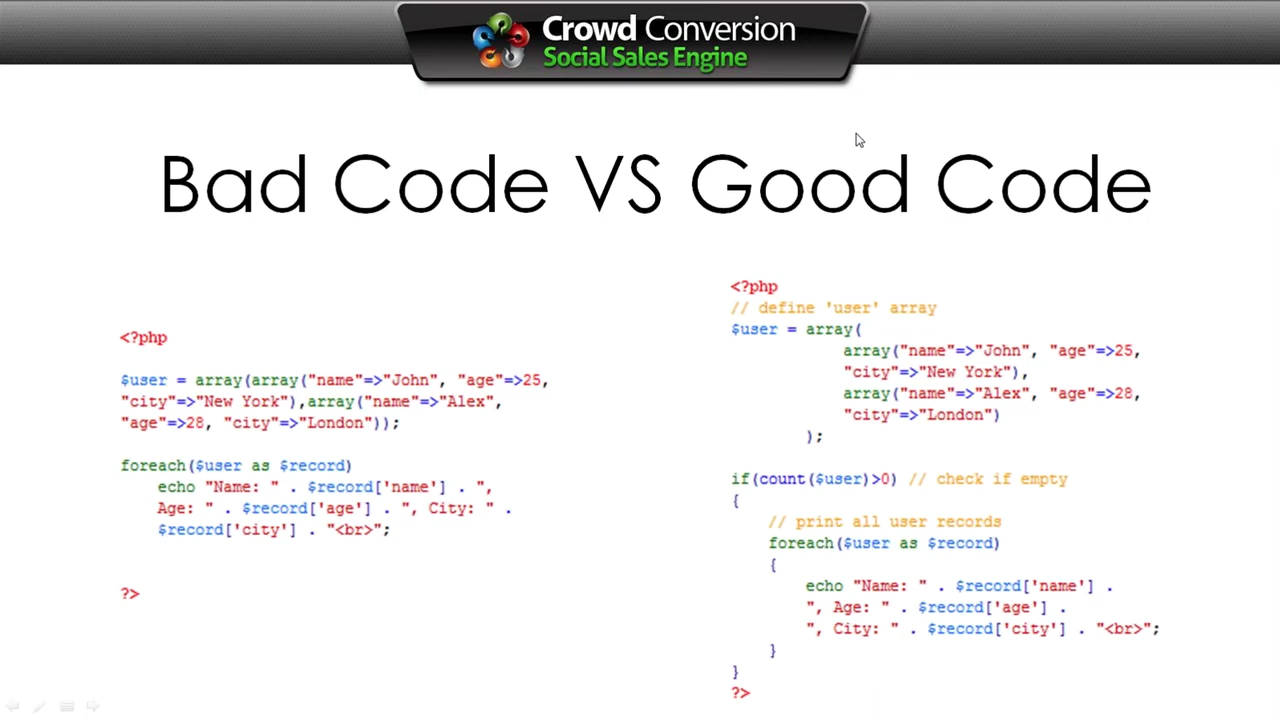 Crowd Conversion
Social Sales Engine
Bad Code VS Good Code
<?php
$user = array(array("name"=>"John", "age"=>25,
"city"=>"New York"),array("name"=>"Alex",
"age"=>28, "city"=>"London"));
foreach($user as $record)
echo "Name: " . $record['name'] . ",
Age: " . $record['age'] . ", City: " .
$record['city'] . "<br>";
?>
<?php
// define 'user' array
$user = array(
array("name"=>"John", "age"=>25,
"city"=>"New York"),
array("name"=>"Alex", "age"=>28,
"city"=>"London")
);
if(count($user)>0) // check if empty
{
// print all user records
foreach($user as $record)
{
echo "Name: " . $record['name'] .
", Age: " . $record['age'] .
", City: " . $record['city'] . "<br>";
}
}
?>